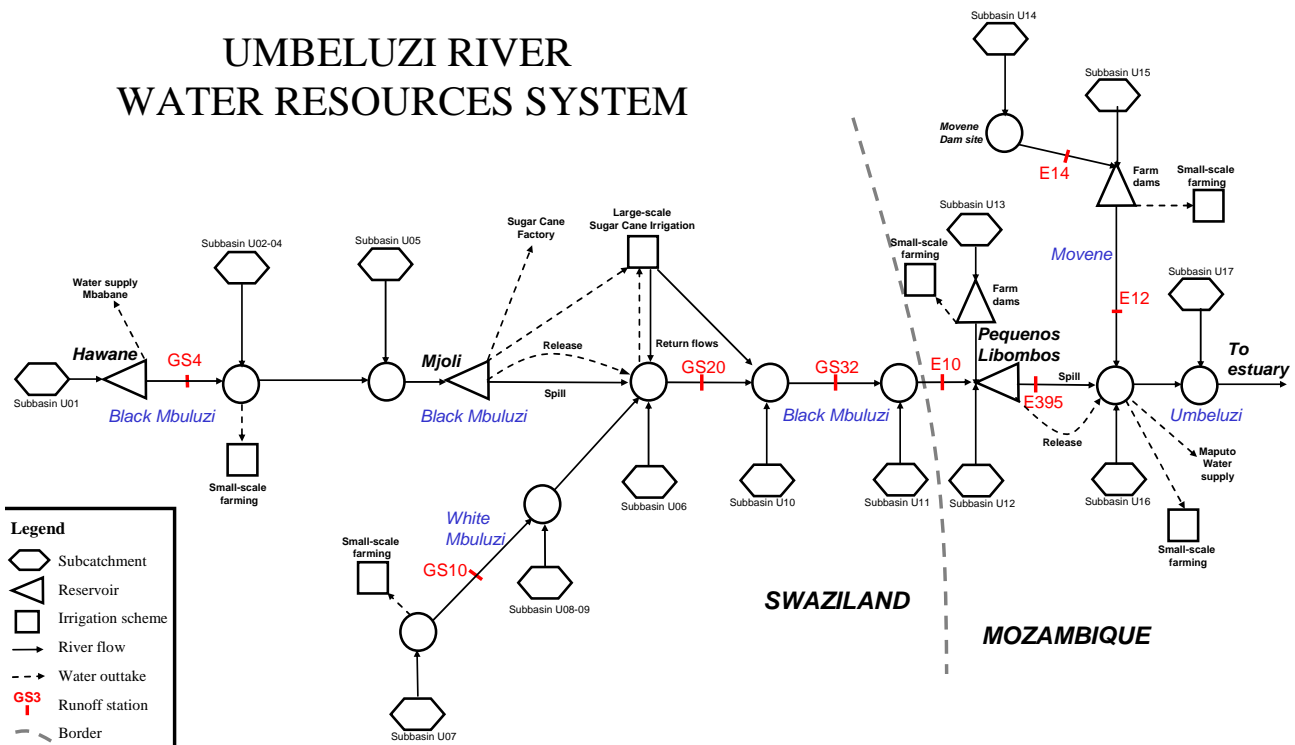 UMBELUZI RIVER
WATER RESOURCES SYSTEM
Subbasin U14
Subbasin U15
Movene
Dam site
E14
Farm
dams
Small-scale
farming
Movene
E12
Subbasin U17
Subbasin U02-04
Subbasin U05
Sugar Cane
Factory
Large-scale
Sugar Cane Irrigation
Subbasin U13
Small-scale
farming
Farm
dams
Water supply
Mbabane
Hawane
GS4
Mjoli
Release
Return flows
GS20
GS32
E10
Pequenos
Libombos
Spill
E395
To
estuary
Subbasin U01
Black Mbuluzi
Black Mbuluzi
Spill
Black Mbuluzi
Release
Umbeluzi
Maputo
Water
supply
Small-scale
farming
Subbasin U06
Subbasin U10
Subbasin U11
Subbasin U12
Subbasin U16
Small-scale
farming
White
Mbuluzi
Small-scale
farming
GS10
Subbasin U08-09
Subbasin U07
SWAZILAND
MOZAMBIQUE
Legend
Subcatchment
Reservoir
Irrigation scheme
River flow
Water outtake
GS3
Runoff station
Border